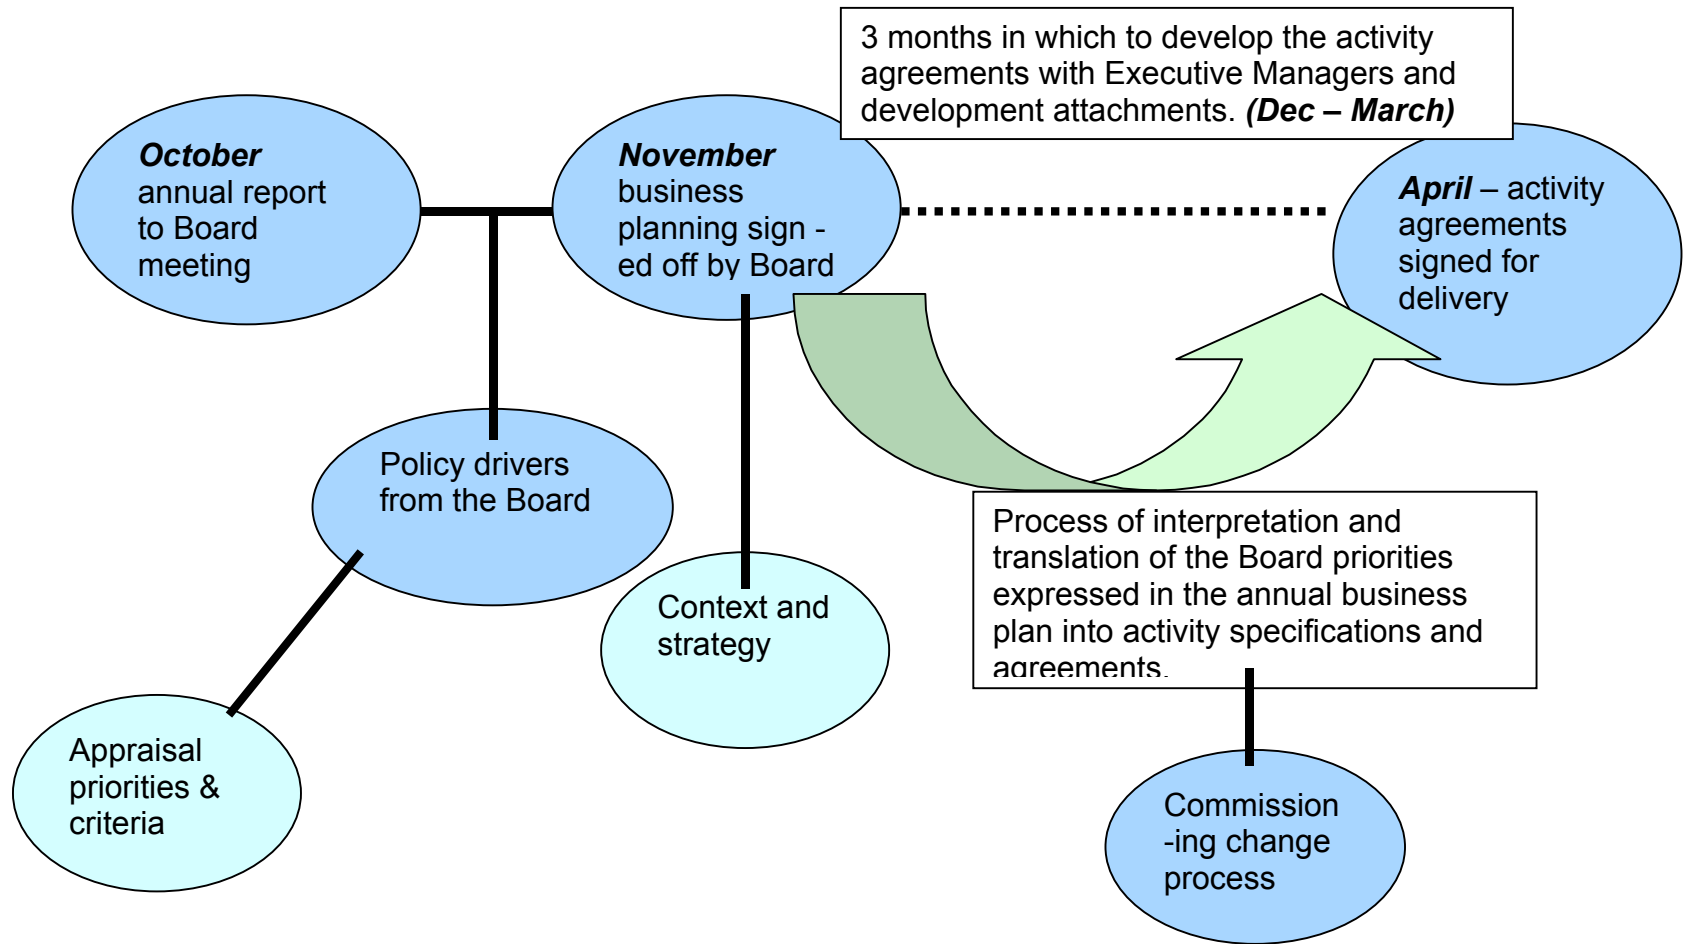 3 months in which to develop the activity
agreements with Executive Managers and
development attachments. (Dec – March)
October
annual report
to Board
meeting
November
business
planning sign -
ed off by Board
April – activity
agreements
signed for
delivery
Policy drivers
from the Board
Process of interpretation and
translation of the Board priorities
expressed in the annual business
plan into activity specifications and
agreements.
Context and
strategy
Appraisal
priorities &
criteria
Commission
-ing change
process